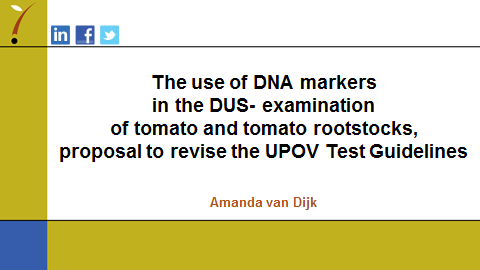 in f
The use of DNA markers
in the DUS- examination
of tomato and tomato rootstocks,
proposal to revise the UPOV Test Guidelines
Amanda van Dijk